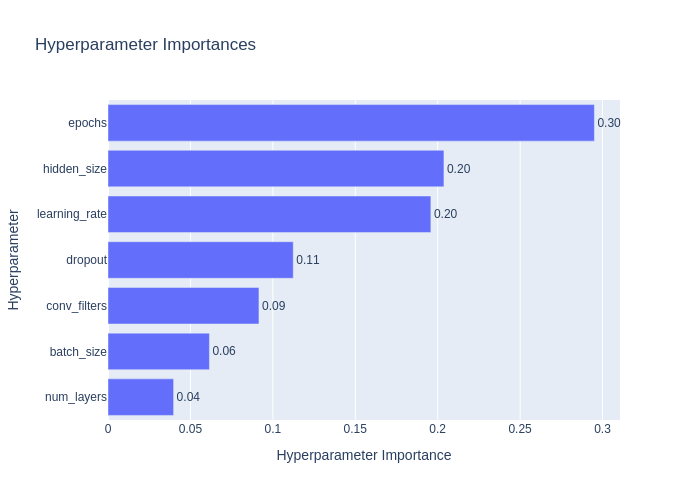 Hyperparameter Importances
Hyperparameter
epochs 0.30
hidden_size 0.20
learning_rate 0.20
dropout 0.11
conv_filters 0.09
batch_size 0.06
num_layers 0.04
0 0.05 0.1 0.15 0.2 0.25 0.3
Hyperparameter Importance